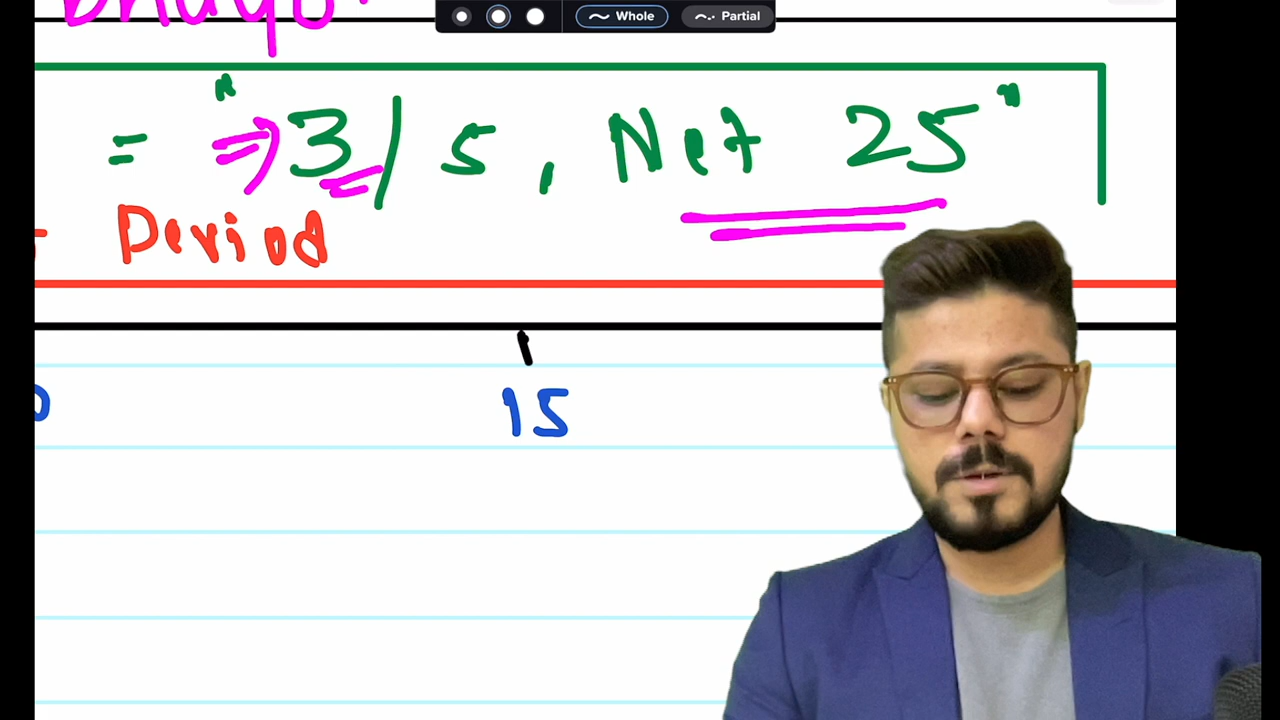 Whole Partial
= " ⇒ 3/5, Net 25"
Period
15